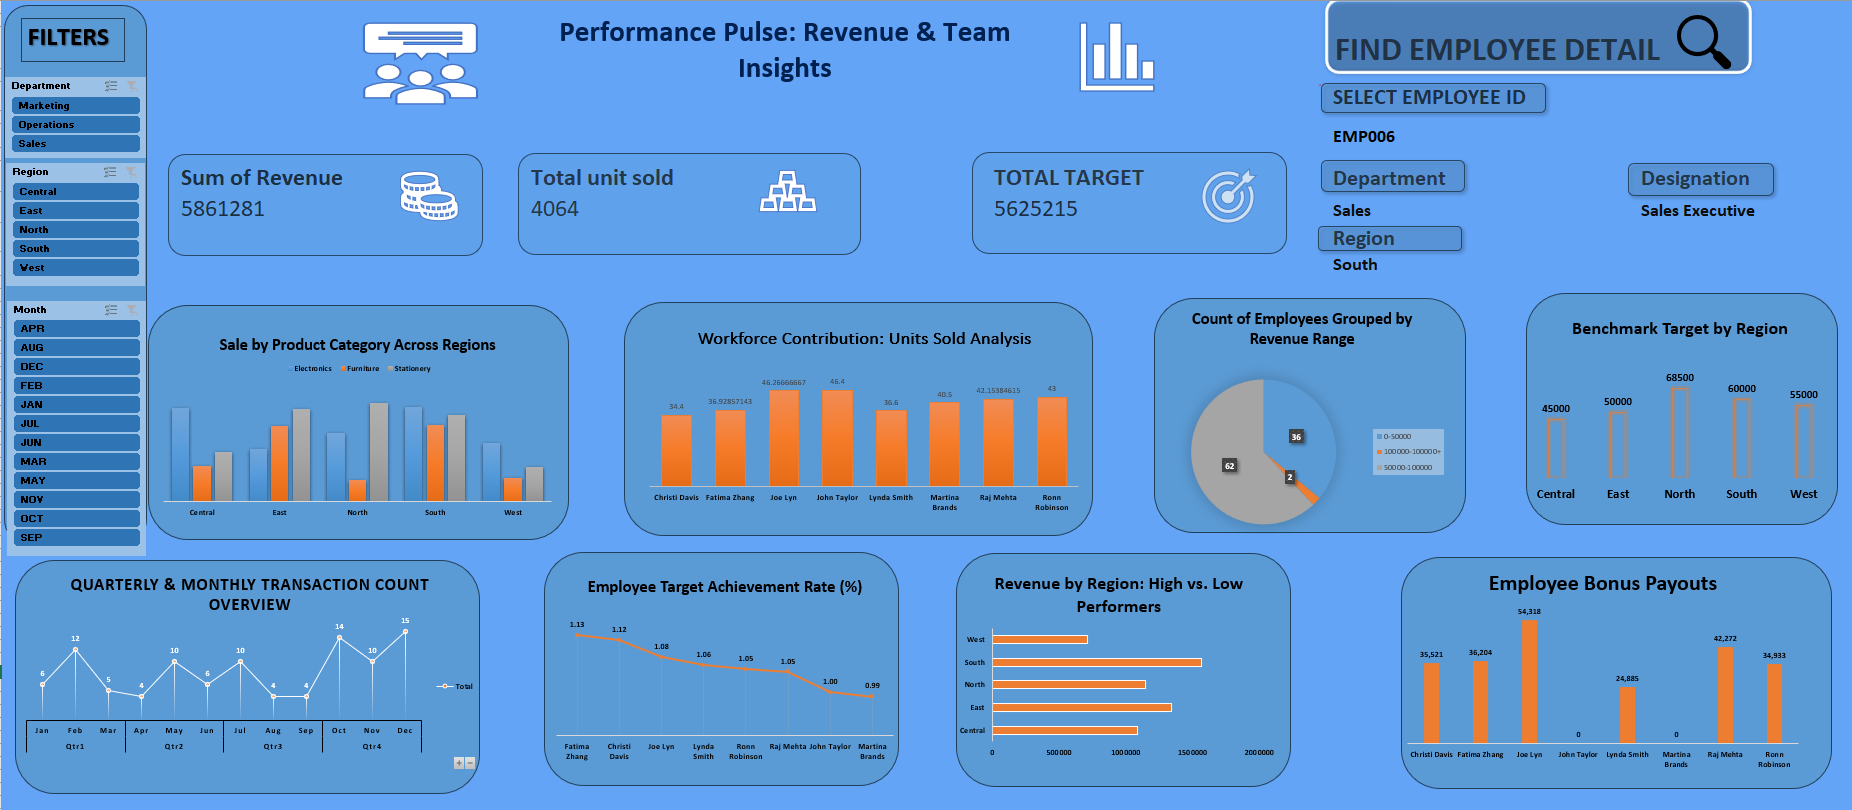 FILTERS
Department
Marketing
Operations
Sales
Region
Central
East
North
South
West
Month
APR
AUG
DEC
FEB
JAN
JUL
JUN
MAR
MAY
NOV
OCT
SEP
Performance Pulse: Revenue & Team
Insights
FIND EMPLOYEE DETAIL
SELECT EMPLOYEE ID
EMP006
Department
Designation
Sales
Sales Executive
Region
South
Sum of Revenue
5861281
Total unit sold
4064
TOTAL TARGET
5625215
Sale by Product Category Across Regions
Electronics Furniture Stationery
Central East North South West
Workforce Contribution: Units Sold Analysis
34.4 36.92857143 46.26666667 46.4 36.6 40.5 42.15384615 43
Christi Davis Fatima Zhang Joe Lyn John Taylor Lynda Smith Martina Brands Raj Mehta Ronn Robinson
Count of Employees Grouped by
Revenue Range
36
2
62
0-50000
100000-100000+
50000-100000
Benchmark Target by Region
45000 50000 68500 60000 55000
Central East North South West
QUARTERLY & MONTHLY TRANSACTION COUNT
OVERVIEW
6 12 5 4 10 6 10 4 4 14 10 15
Total
Jan Feb Mar Apr May Jun Jul Aug Sep Oct Nov Dec
Qtr1 Qtr2 Qtr3 Qtr4
+ −
Employee Target Achievement Rate (%)
1.13 1.12 1.08 1.06 1.05 1.05 1.00 0.99
Fatima Zhang Christi Davis Joe Lyn Lynda Smith Ronn Robinson Raj Mehta John Taylor Martina Brands
Revenue by Region: High vs. Low
Performers
West
South
North
East
Central
0 500000 1000000 1500000 2000000
Employee Bonus Payouts
35,521 36,204 54,318 0 24,885 0 42,272 34,933
Christi Davis Fatima Zhang Joe Lyn John Taylor Lynda Smith Martina Brands Raj Mehta Ronn Robinson